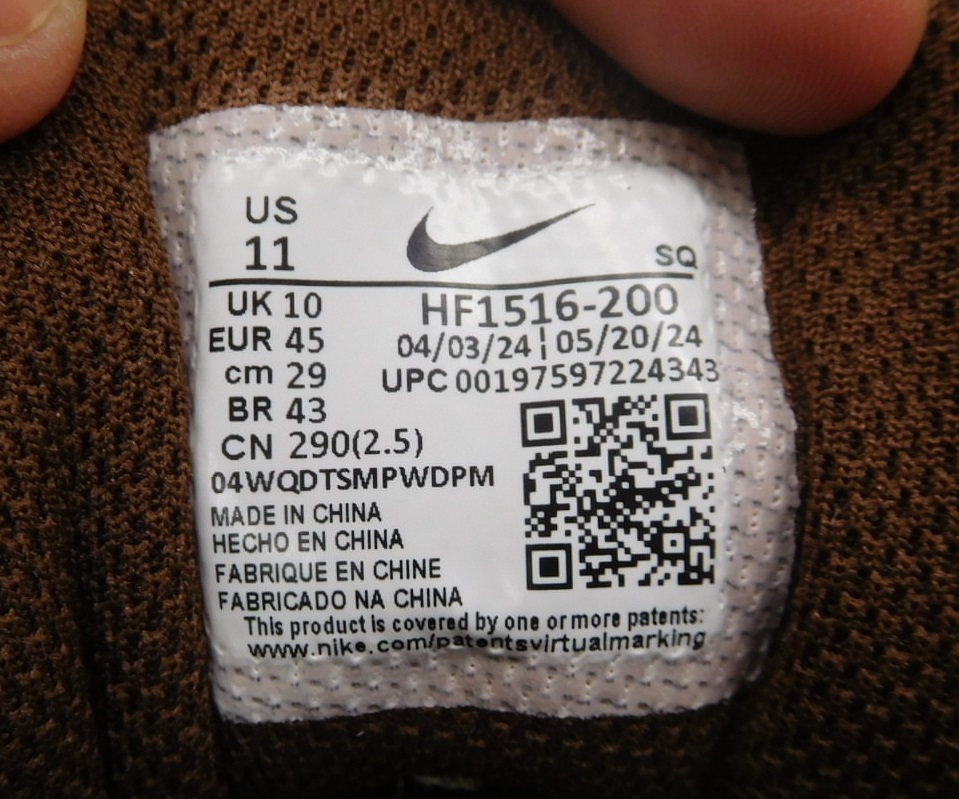 US
11
SQ
UK 10
HF1516-200
EUR 45
04/03/24 ¦ 05/20/24
cm 29
UPC 00197597224343
BR 43
CN 290(2.5)
04WQDTSMPWDPM
MADE IN CHINA
HECHO EN CHINA
FABRIQUE EN CHINE
FABRICADO NA CHINA
This product is covered by one or more patents:
www.nike.com/patentsvirtualmarking